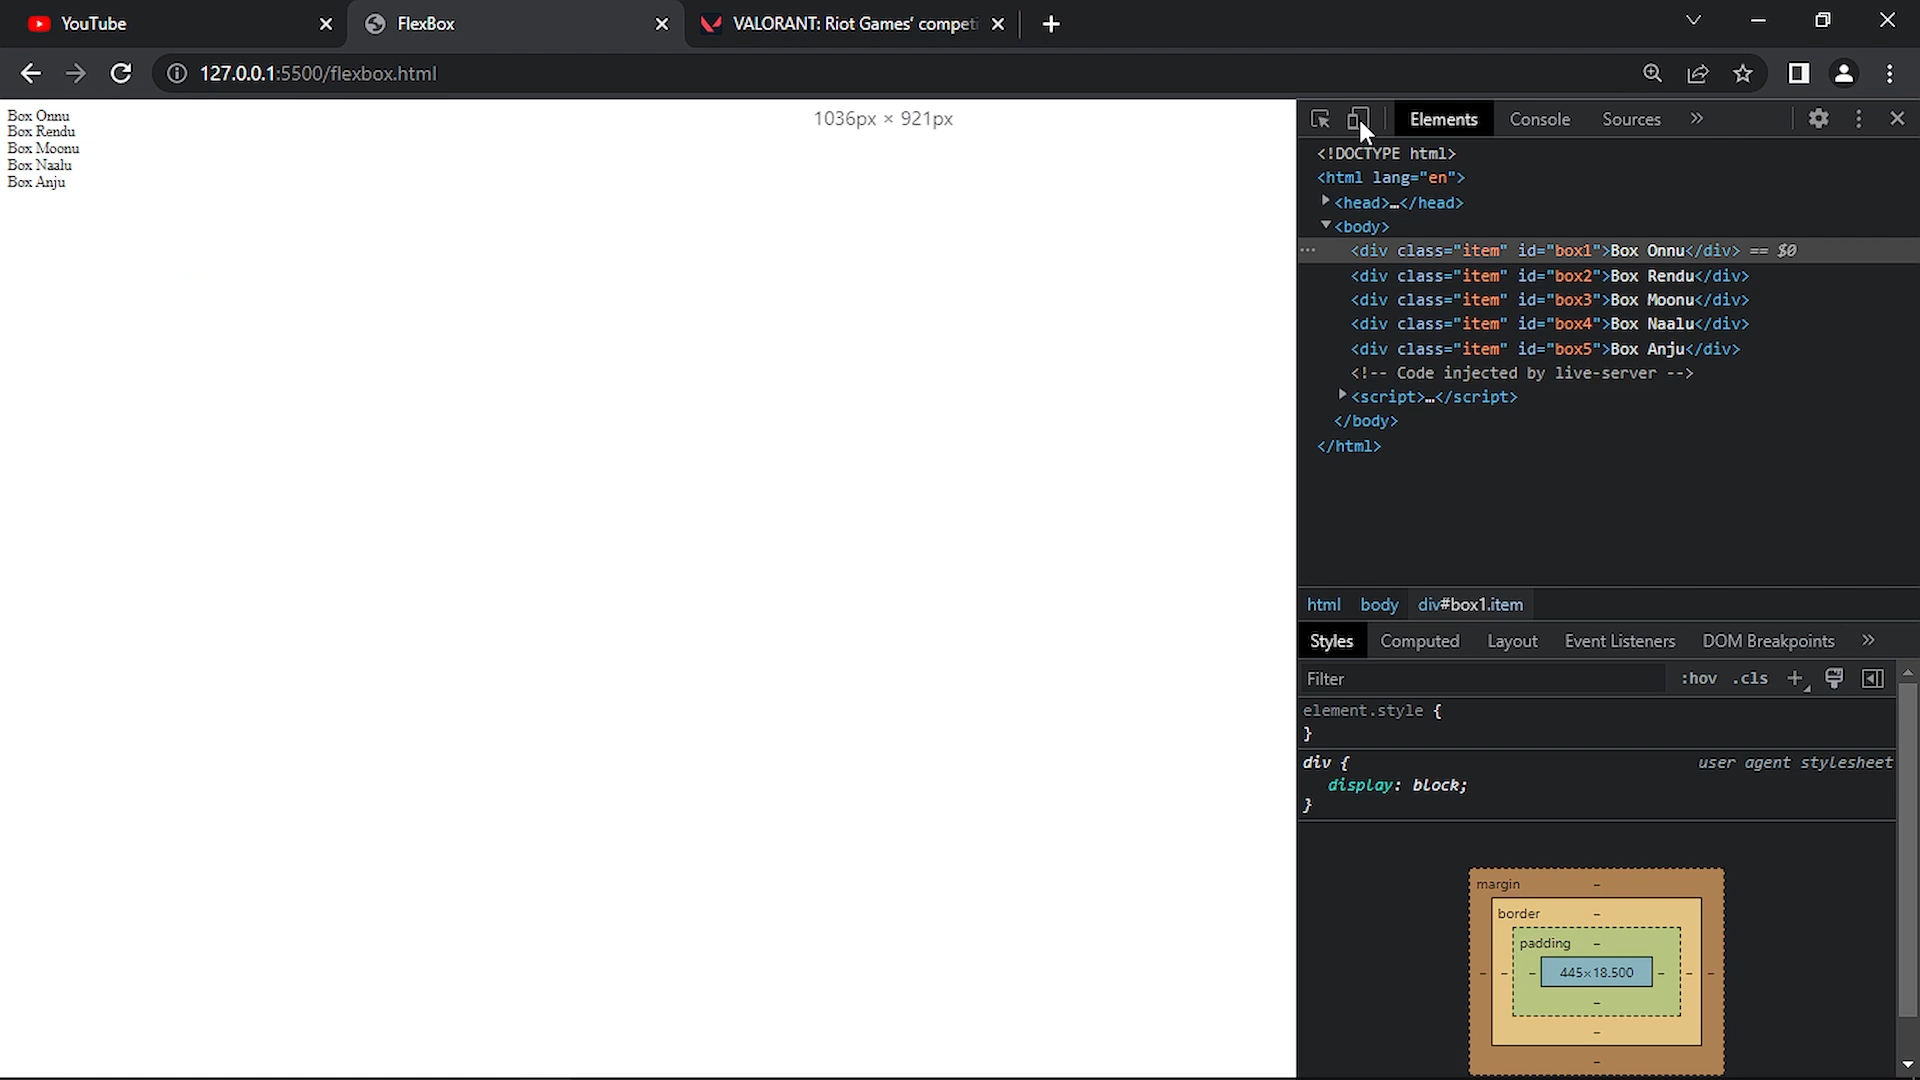 YouTube
FlexBox
VALORANT: Riot Games' compet
127.0.0.1:5500/flexbox.html
Box Onnu
Box Rendu
Box Moonu
Box Naalu
Box Anju
1036px × 921px
Elements Console Sources »
<!DOCTYPE html>
<html lang="en">
<head>…</head>
<body>
<div class="item" id="box1">Box Onnu</div> == $0
<div class="item" id="box2">Box Rendu</div>
<div class="item" id="box3">Box Moonu</div>
<div class="item" id="box4">Box Naalu</div>
<div class="item" id="box5">Box Anju</div>
<!-- Code injected by live-server -->
<script>…</script>
</body>
</html>
html body div#box1.item
Styles Computed Layout Event Listeners DOM Breakpoints »
Filter :hov .cls
element.style {
}
div { user agent stylesheet
display: block;
}
margin -
border -
padding -
- - - 445×18.500 - - -
-
-
-